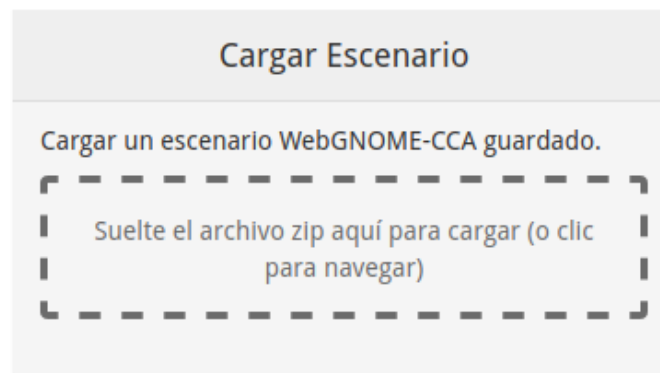 Cargar Escenario
Cargar un escenario WebGNOME-CCA guardado.
Suelte el archivo zip aquí para cargar (o clic
para navegar)